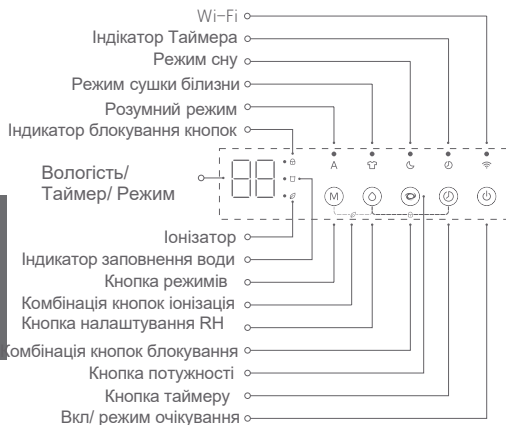 Wi-Fi
Індікатор Таймера
Режим сну
Режим сушки білизни
Розумний режим
Індикатор блокування кнопок
Вологість/
Таймер/ Режим
88
A
M
Іонізатор
Індикатор заповнення води
Кнопка режимів
Комбінація кнопок іонізація
Кнопка налаштування RH
Комбінація кнопок блокування
Кнопка потужності
Кнопка таймеру
Вкл/ режим очікування